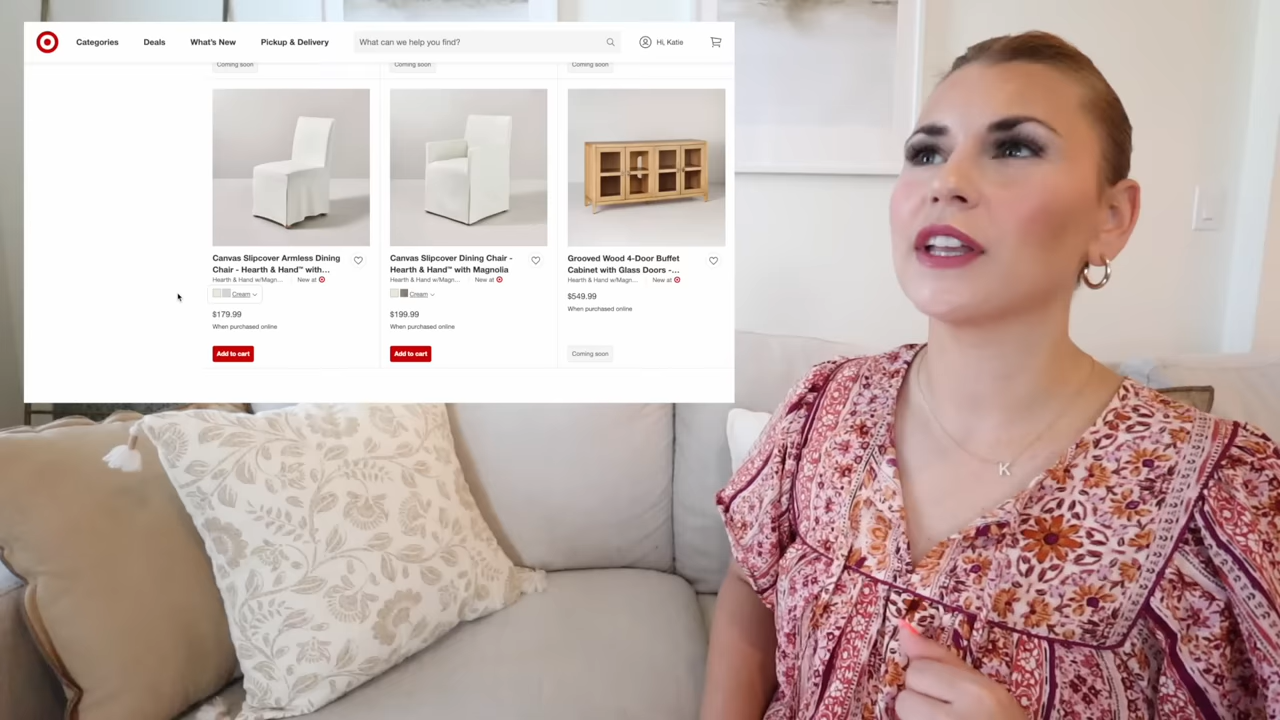 Categories
Deals
What's New
Pickup & Delivery
What can we help you find?
Hi, Katie
Coming soon
Coming soon
Coming soon
Canvas Slipcover Armless Dining
Chair - Hearth & Hand™ with...
Hearth & Hand w/Magn...
New at
Cream
$179.99
When purchased online
Add to cart
Canvas Slipcover Dining Chair -
Hearth & Hand™ with Magnolia
Hearth & Hand w/Magn...
New at
Cream
$199.99
When purchased online
Add to cart
Grooved Wood 4-Door Buffet
Cabinet with Glass Doors -...
Hearth & Hand w/Magn...
New at
$549.99
When purchased online
Coming soon
K